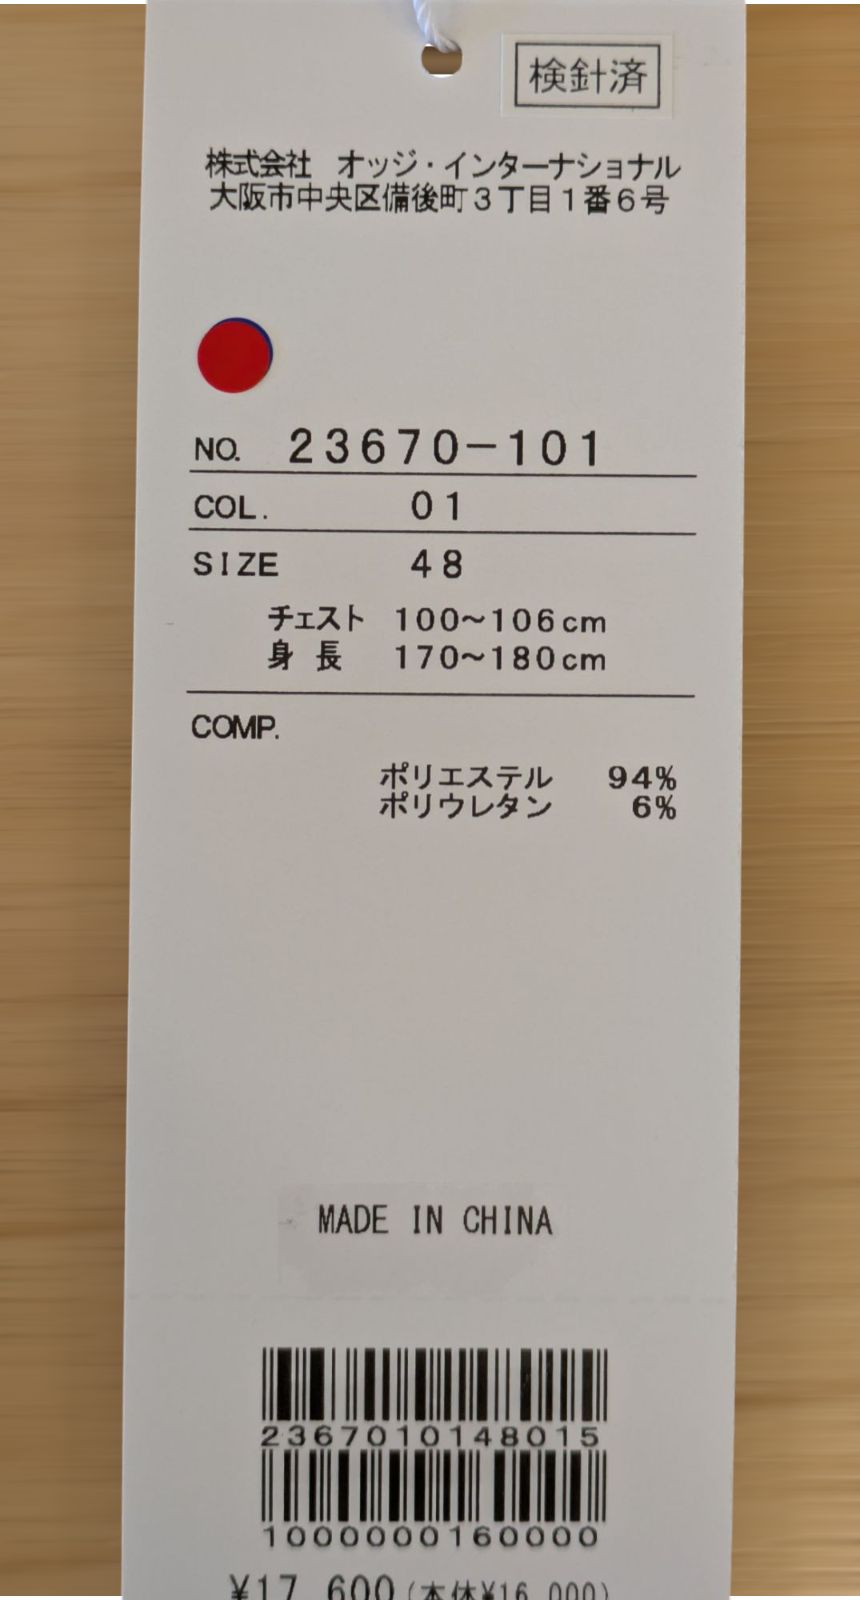 検針済
株式会社　オッジ・インターナショナル
大阪市中央区備後町３丁目１番６号
NO. 23670-101
COL. 01
SIZE 48
チェスト 100〜106cm
身長 170〜180cm
COMP.
ポリエステル 94%
ポリウレタン 6%
MADE IN CHINA
2367010148015
1000000160000
¥17,600(本体¥16,000)